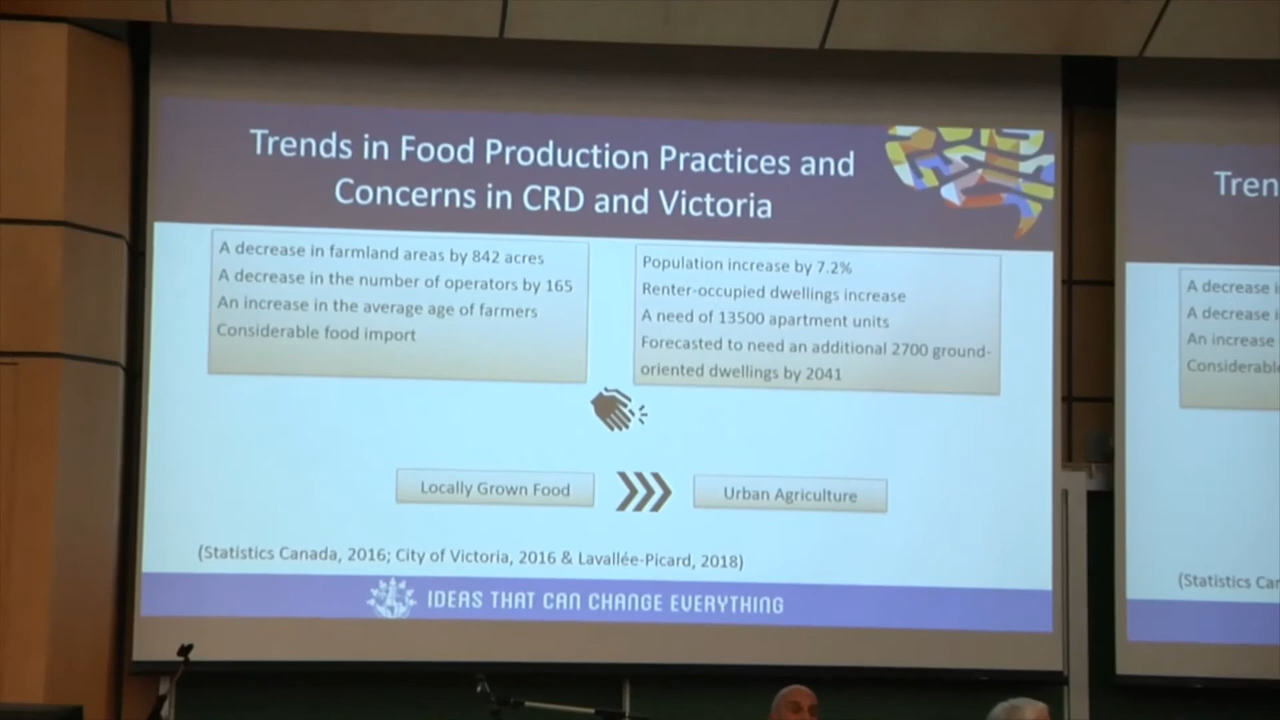 Trends in Food Production Practices and
Concerns in CRD and Victoria
A decrease in farmland areas by 842 acres
A decrease in the number of operators by 165
An increase in the average age of farmers
Considerable food import
Population increase by 7.2%
Renter-occupied dwellings increase
A need of 13500 apartment units
Forecasted to need an additional 2700 ground-
oriented dwellings by 2041
Locally Grown Food
Urban Agriculture
(Statistics Canada, 2016; City of Victoria, 2016 & Lavallée-Picard, 2018)
IDEAS THAT CAN CHANGE EVERYTHING
Tren
A decrease i
A decrease i
An increase
Considerabl
(Statistics Ca